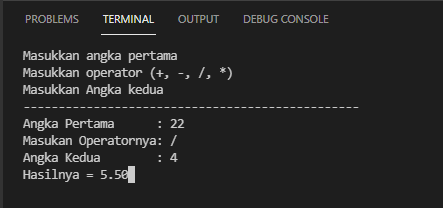 PROBLEMS TERMINAL OUTPUT DEBUG CONSOLE
Masukkan angka pertama
Masukkan operator (+, -, /, *)
Masukkan Angka kedua
------------------------------------------------
Angka Pertama : 22
Masukan Operatornya: /
Angka Kedua : 4
Hasilnya = 5.50